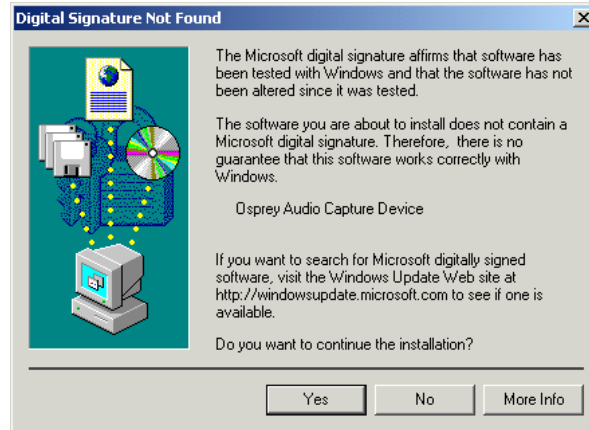 Digital Signature Not Found
The Microsoft digital signature affirms that software has
been tested with Windows and that the software has not
been altered since it was tested.
The software you are about to install does not contain a
Microsoft digital signature. Therefore, there is no
guarantee that this software works correctly with
Windows.
Osprey Audio Capture Device
If you want to search for Microsoft digitally signed
software, visit the Windows Update Web site at
http://windowsupdate.microsoft.com to see if one is
available.
Do you want to continue the installation?
Yes No More Info